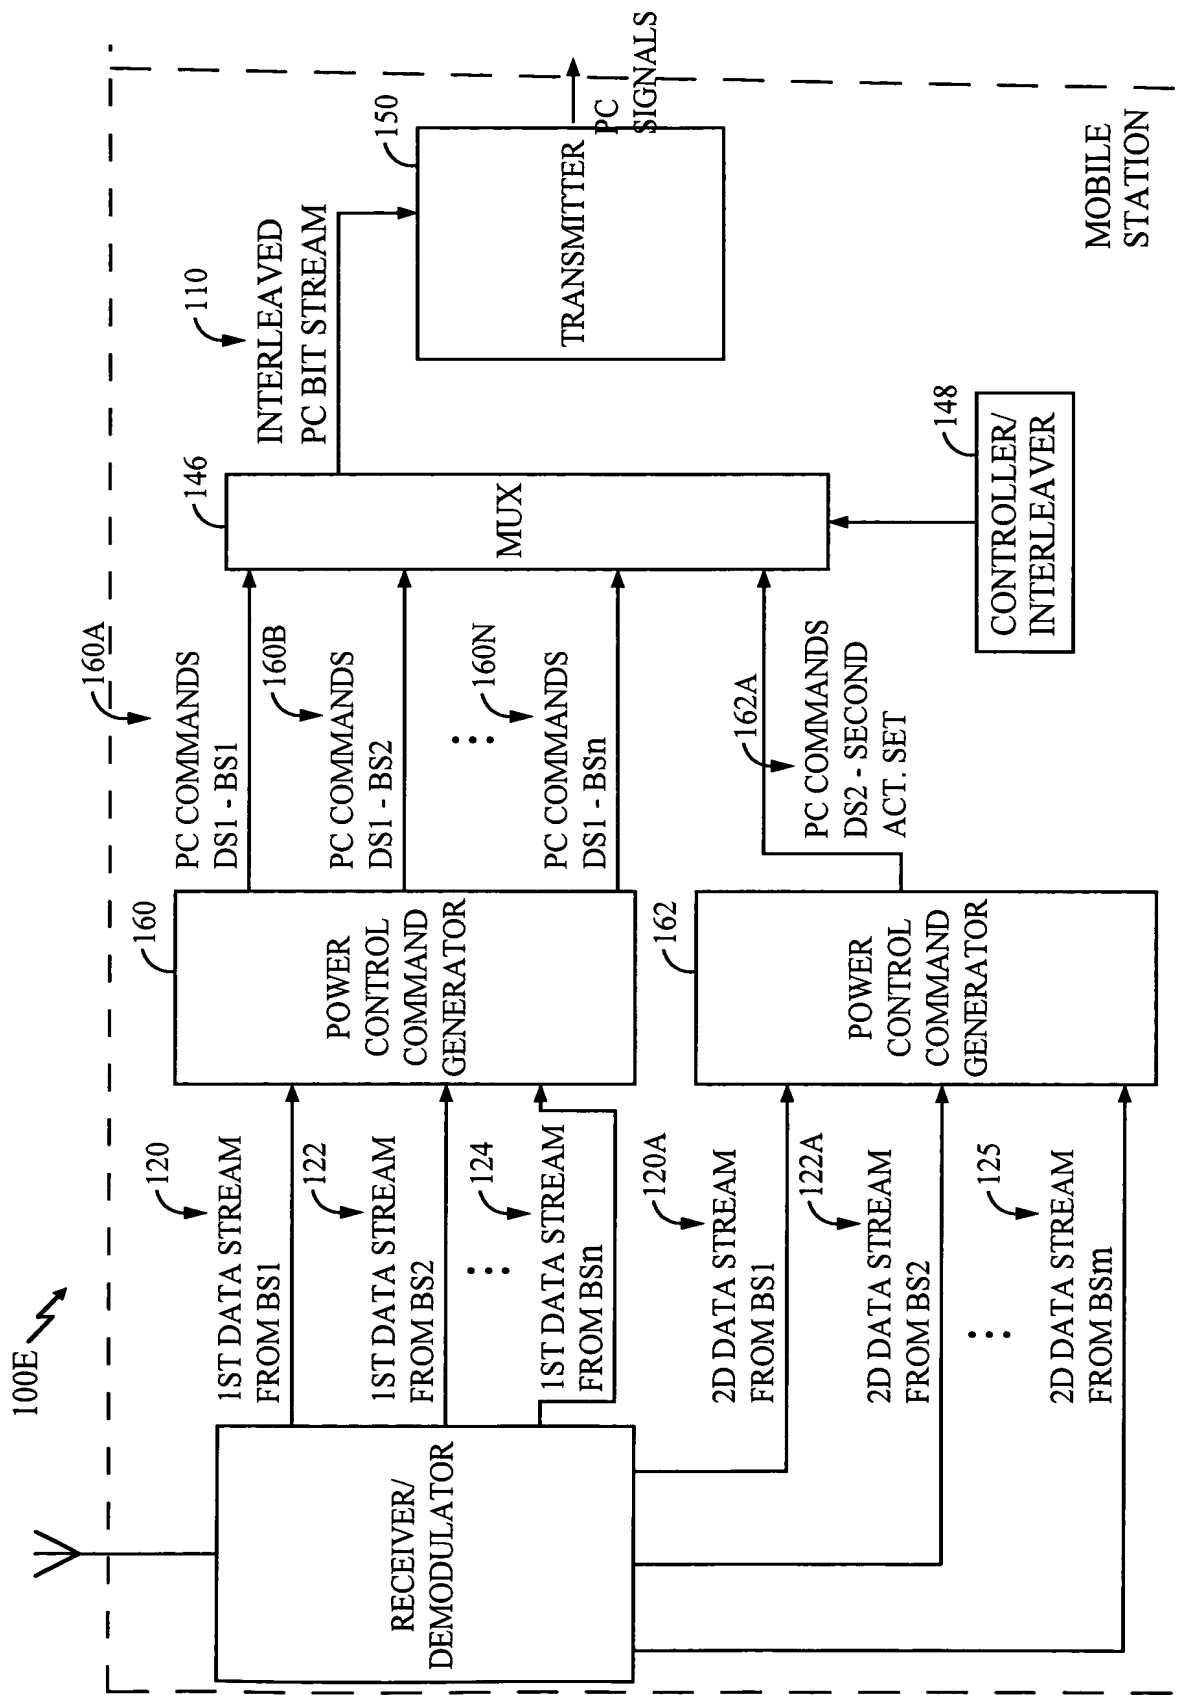 100E
RECEIVER/
DEMODULATOR
120
1ST DATA STREAM
FROM BS1
122
1ST DATA STREAM
FROM BS2
124
1ST DATA STREAM
FROM BSn
120A
2D DATA STREAM
FROM BS1
122A
2D DATA STREAM
FROM BS2
125
2D DATA STREAM
FROM BSm
160
POWER
CONTROL
COMMAND
GENERATOR
162
POWER
CONTROL
COMMAND
GENERATOR
160A
PC COMMANDS
DS1 - BS1
160B
PC COMMANDS
DS1 - BS2
160N
PC COMMANDS
DS1 - BSn
162A
PC COMMANDS
DS2 - SECOND
ACT. SET
146
MUX
148
CONTROLLER/
INTERLEAVER
110
INTERLEAVED
PC BIT STREAM
150
TRANSMITTER
PC
SIGNALS
MOBILE
STATION